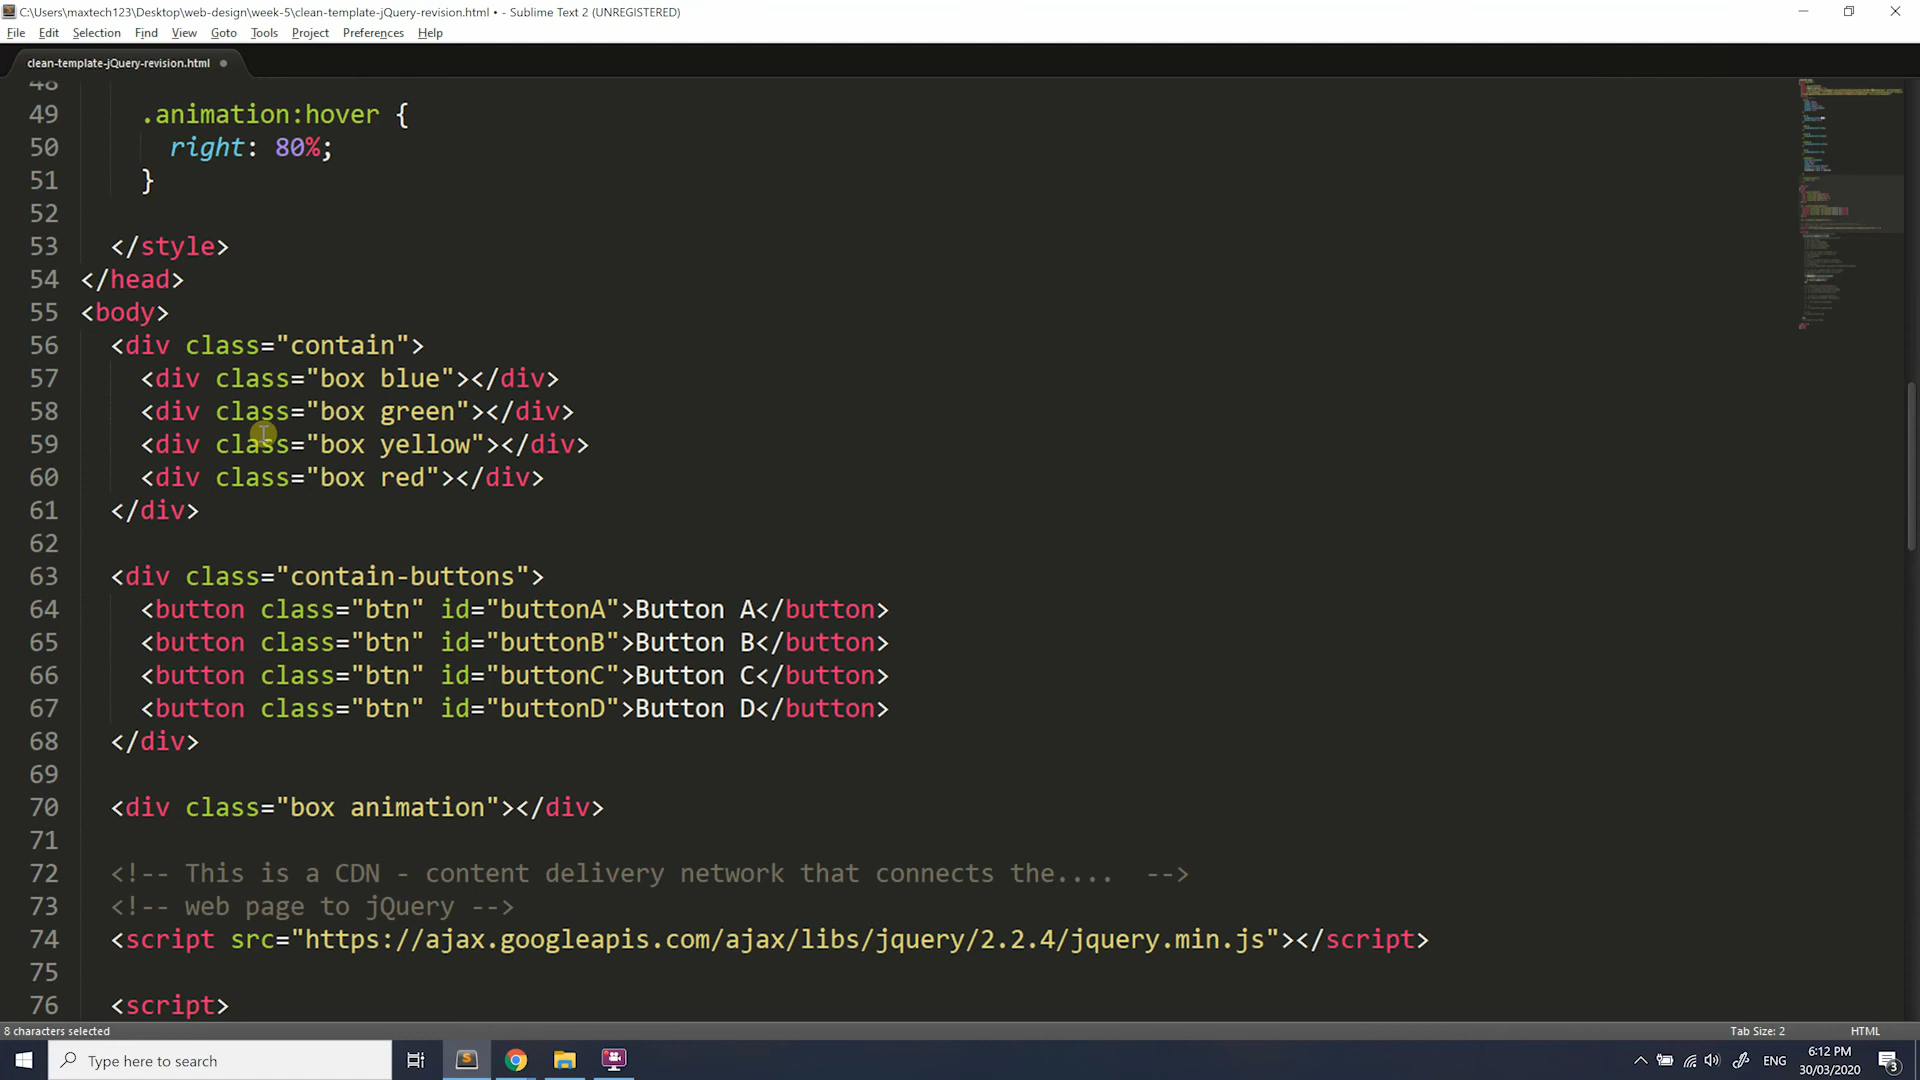 C:\Users\maxtech123\Desktop\web-design\week-5\clean-template-jQuery-revision.html • - Sublime Text 2 (UNREGISTERED)
File Edit Selection Find View Goto Tools Project Preferences Help
clean-template-jQuery-revision.html
48
49 .animation:hover {
50 right: 80%;
51 }
52
53 </style>
54 </head>
55 <body>
56 <div class="contain">
57 <div class="box blue"></div>
58 <div class="box green"></div>
59 <div class="box yellow"></div>
60 <div class="box red"></div>
61 </div>
62
63 <div class="contain-buttons">
64 <button class="btn" id="buttonA">Button A</button>
65 <button class="btn" id="buttonB">Button B</button>
66 <button class="btn" id="buttonC">Button C</button>
67 <button class="btn" id="buttonD">Button D</button>
68 </div>
69
70 <div class="box animation"></div>
71
72 <!-- This is a CDN - content delivery network that connects the.... -->
73 <!-- web page to jQuery -->
74 <script src="https://ajax.googleapis.com/ajax/libs/jquery/2.2.4/jquery.min.js"></script>
75
76 <script>
8 characters selected Tab Size: 2 HTML
Type here to search ENG 6:12 PM 3
30/03/2020